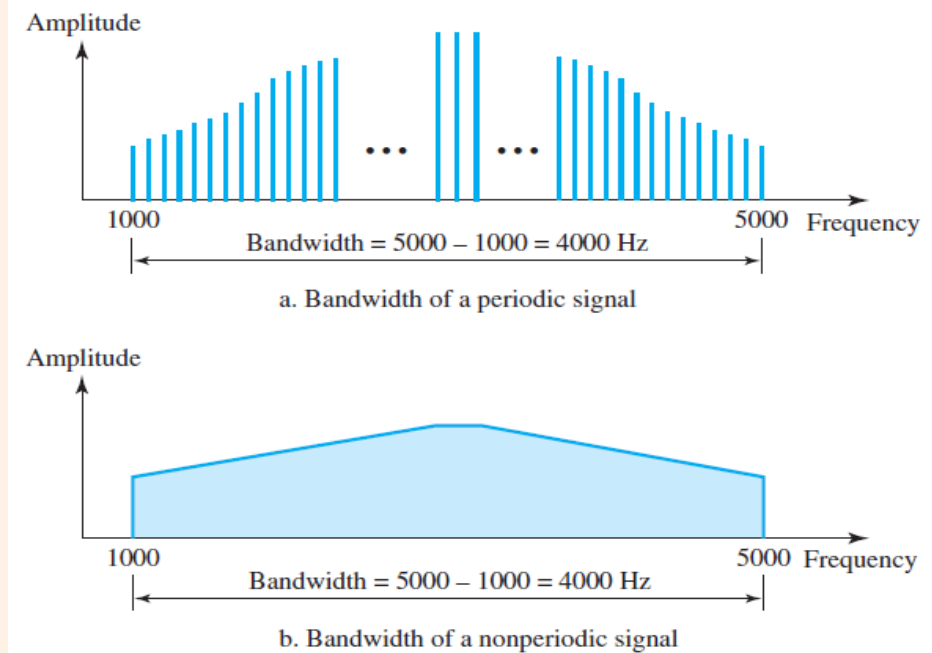 Amplitude
... ...
1000 5000 Frequency
Bandwidth = 5000 – 1000 = 4000 Hz
a. Bandwidth of a periodic signal
Amplitude
1000 5000 Frequency
Bandwidth = 5000 – 1000 = 4000 Hz
b. Bandwidth of a nonperiodic signal